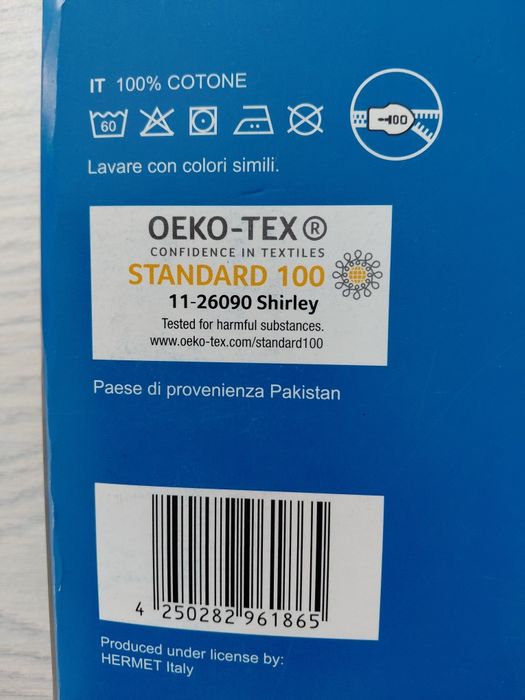 IT 100% COTONE
60
100
Lavare con colori simili.
OEKO-TEX®
CONFIDENCE IN TEXTILES
STANDARD 100
11-26090 Shirley
Tested for harmful substances.
www.oeko-tex.com/standard100
Paese di provenienza Pakistan
4 250282 961865
Produced under license by:
HERMET Italy